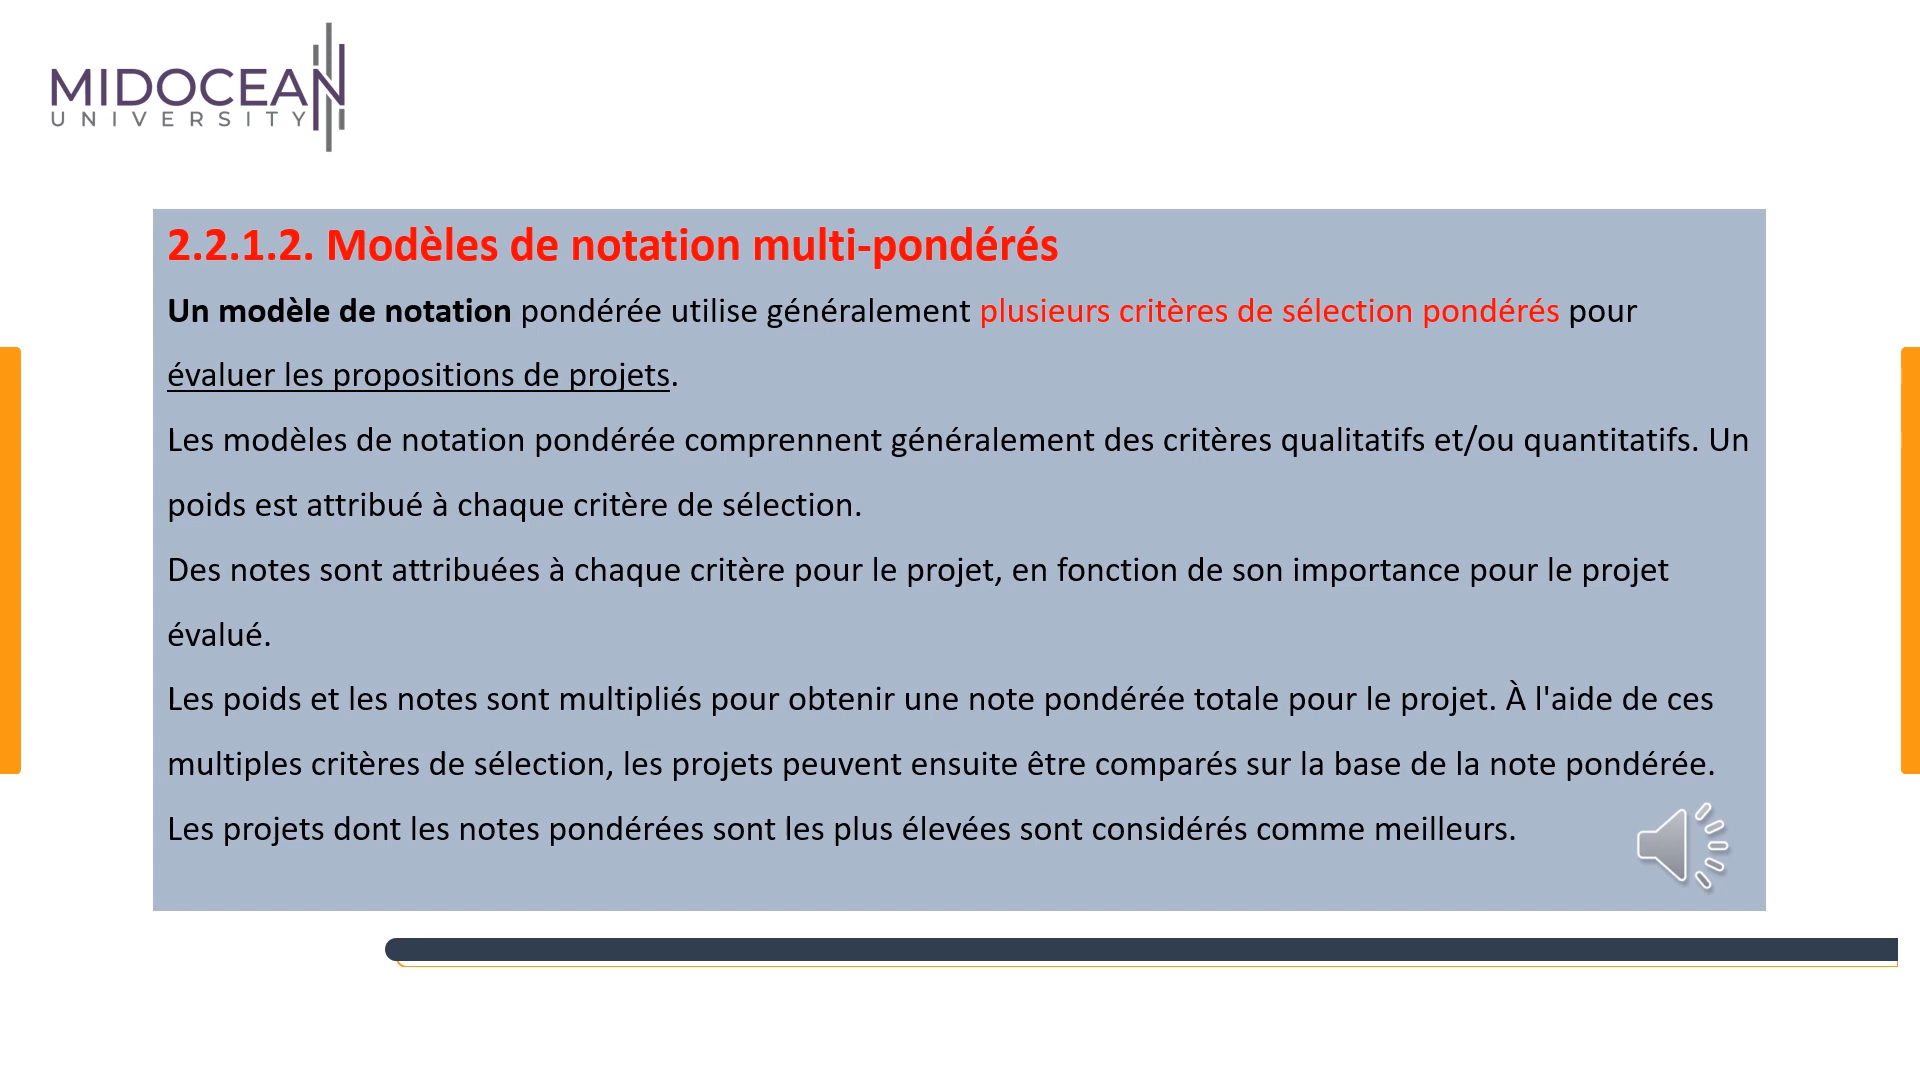 MIDOCEAN
UNIVERSITY
2.2.1.2. Modèles de notation multi-pondérés
Un modèle de notation pondérée utilise généralement plusieurs critères de sélection pondérés pour
évaluer les propositions de projets.
Les modèles de notation pondérée comprennent généralement des critères qualitatifs et/ou quantitatifs. Un
poids est attribué à chaque critère de sélection.
Des notes sont attribuées à chaque critère pour le projet, en fonction de son importance pour le projet
évalué.
Les poids et les notes sont multipliés pour obtenir une note pondérée totale pour le projet. À l'aide de ces
multiples critères de sélection, les projets peuvent ensuite être comparés sur la base de la note pondérée.
Les projets dont les notes pondérées sont les plus élevées sont considérés comme meilleurs.